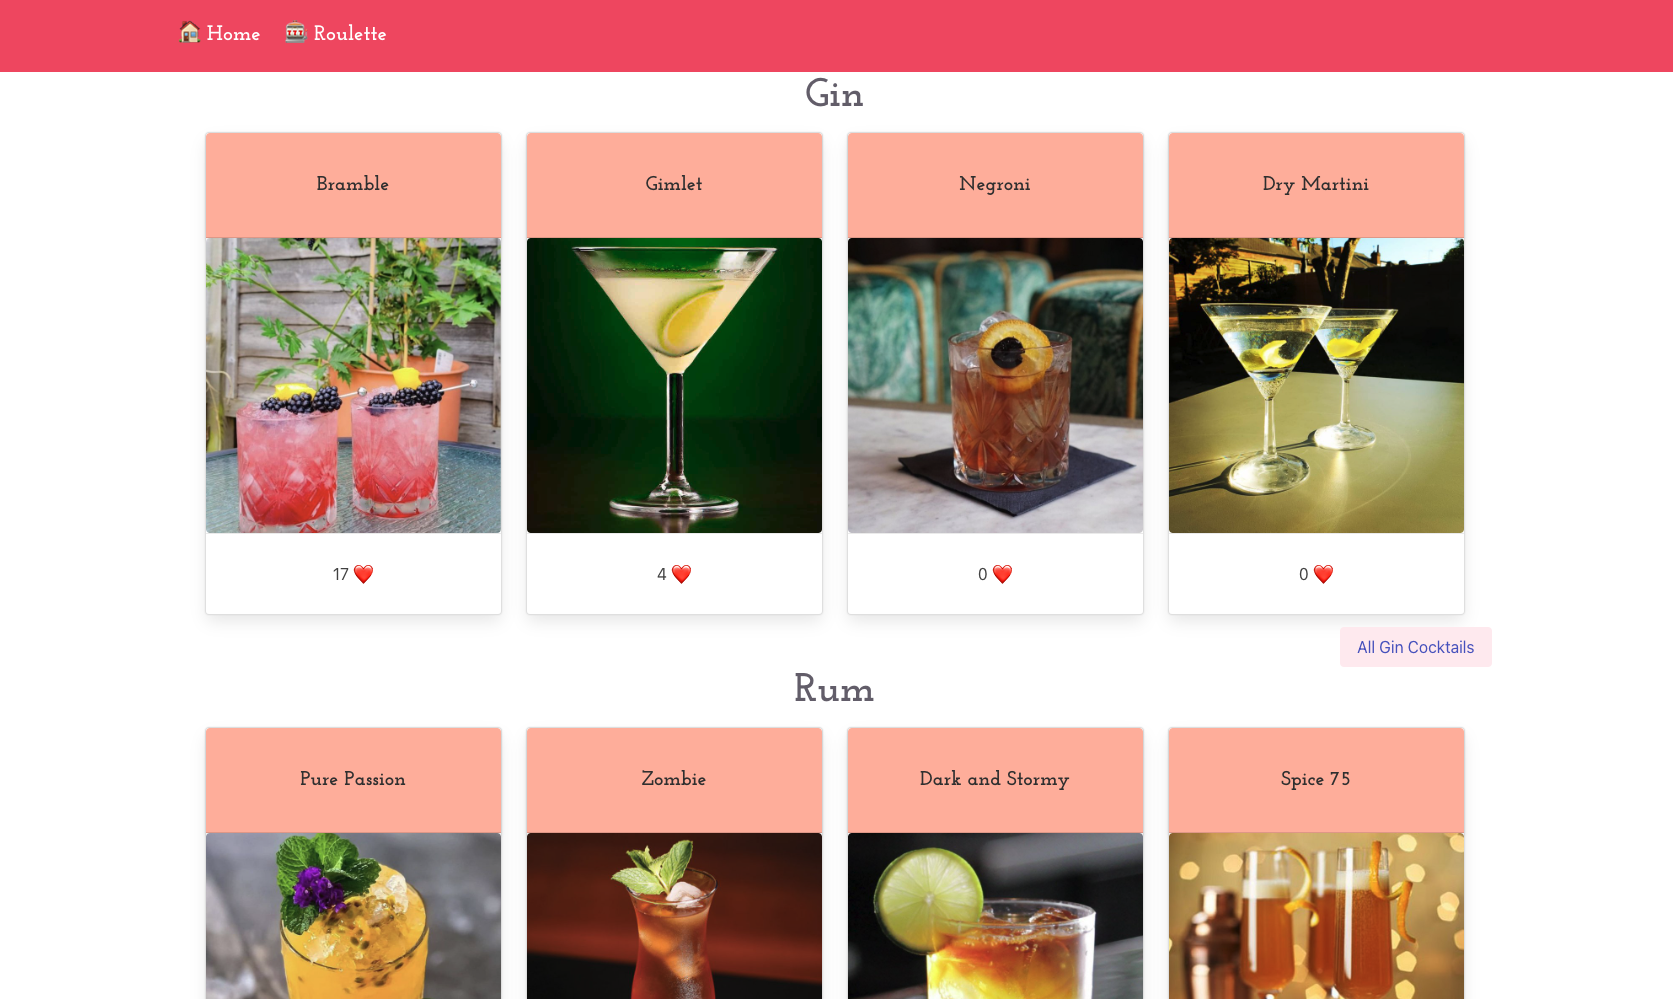 Home Roulette
Gin
Bramble Gimlet Negroni Dry Martini
17 ❤️ 4 ❤️ 0 ❤️ 0 ❤️
All Gin Cocktails
Rum
Pure Passion Zombie Dark and Stormy Spice 75